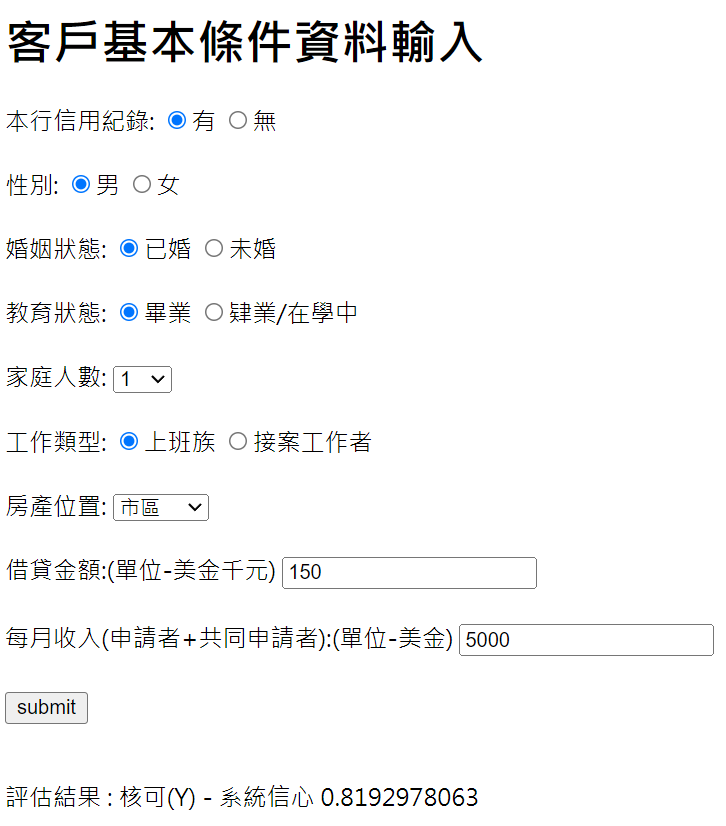 客戶基本條件資料輸入
本行信用紀錄: 有 無
性別: 男 女
婚姻狀態: 已婚 未婚
教育狀態: 畢業 肄業/在學中
家庭人數: 1
工作類型: 上班族 接案工作者
房產位置: 市區
借貸金額:(單位-美金千元) 150
每月收入(申請者+共同申請者):(單位-美金) 5000
submit
評估結果 : 核可(Y) - 系統信心 0.8192978063